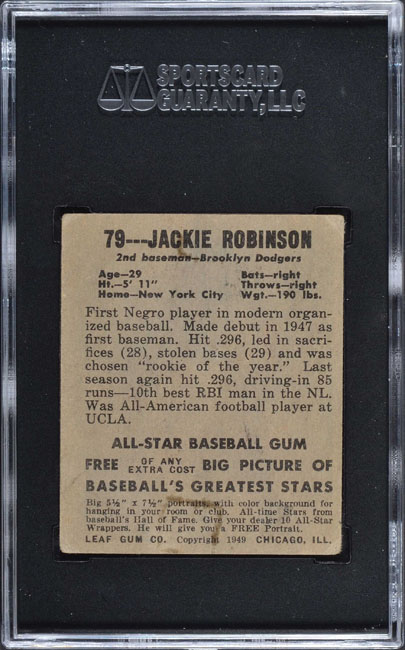 SPORTSCARD
GUARANTY, LLC
79---JACKIE ROBINSON
2nd baseman—Brooklyn Dodgers
Age—29 Bats—right
Ht.—5' 11" Throws—right
Home—New York City Wgt.—190 lbs.
First Negro player in modern organ-
ized baseball. Made debut in 1947 as
first baseman. Hit .296, led in sacri-
fices (28), stolen bases (29) and was
chosen "rookie of the year." Last
season again hit .296, driving-in 85
runs—10th best RBI man in the NL.
Was All-American football player at
UCLA.
ALL-STAR BASEBALL GUM
FREE OF ANY EXTRA COST BIG PICTURE OF
BASEBALL'S GREATEST STARS
Big 5½" x 7½" portraits, with color background for
hanging in your room or club. All-time Stars from
baseball's Hall of Fame. Give your dealer 10 All-Star
Wrappers. He will give you a FREE Portrait.
LEAF GUM CO. Copyright 1949 CHICAGO, ILL.